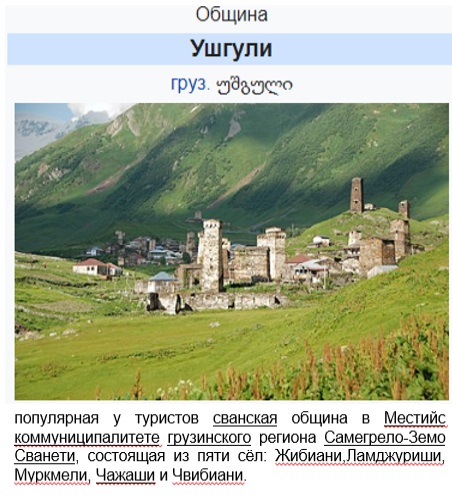 Община
Ушгули
груз. უშგული
популярная у туристов сванская община в Местийс
коммуниципалитете грузинского региона Самегрело-Земо
Сванети, состоящая из пяти сёл: Жибиани,Ламджуриши,
Муркмели, Чажаши и Чвибиани.